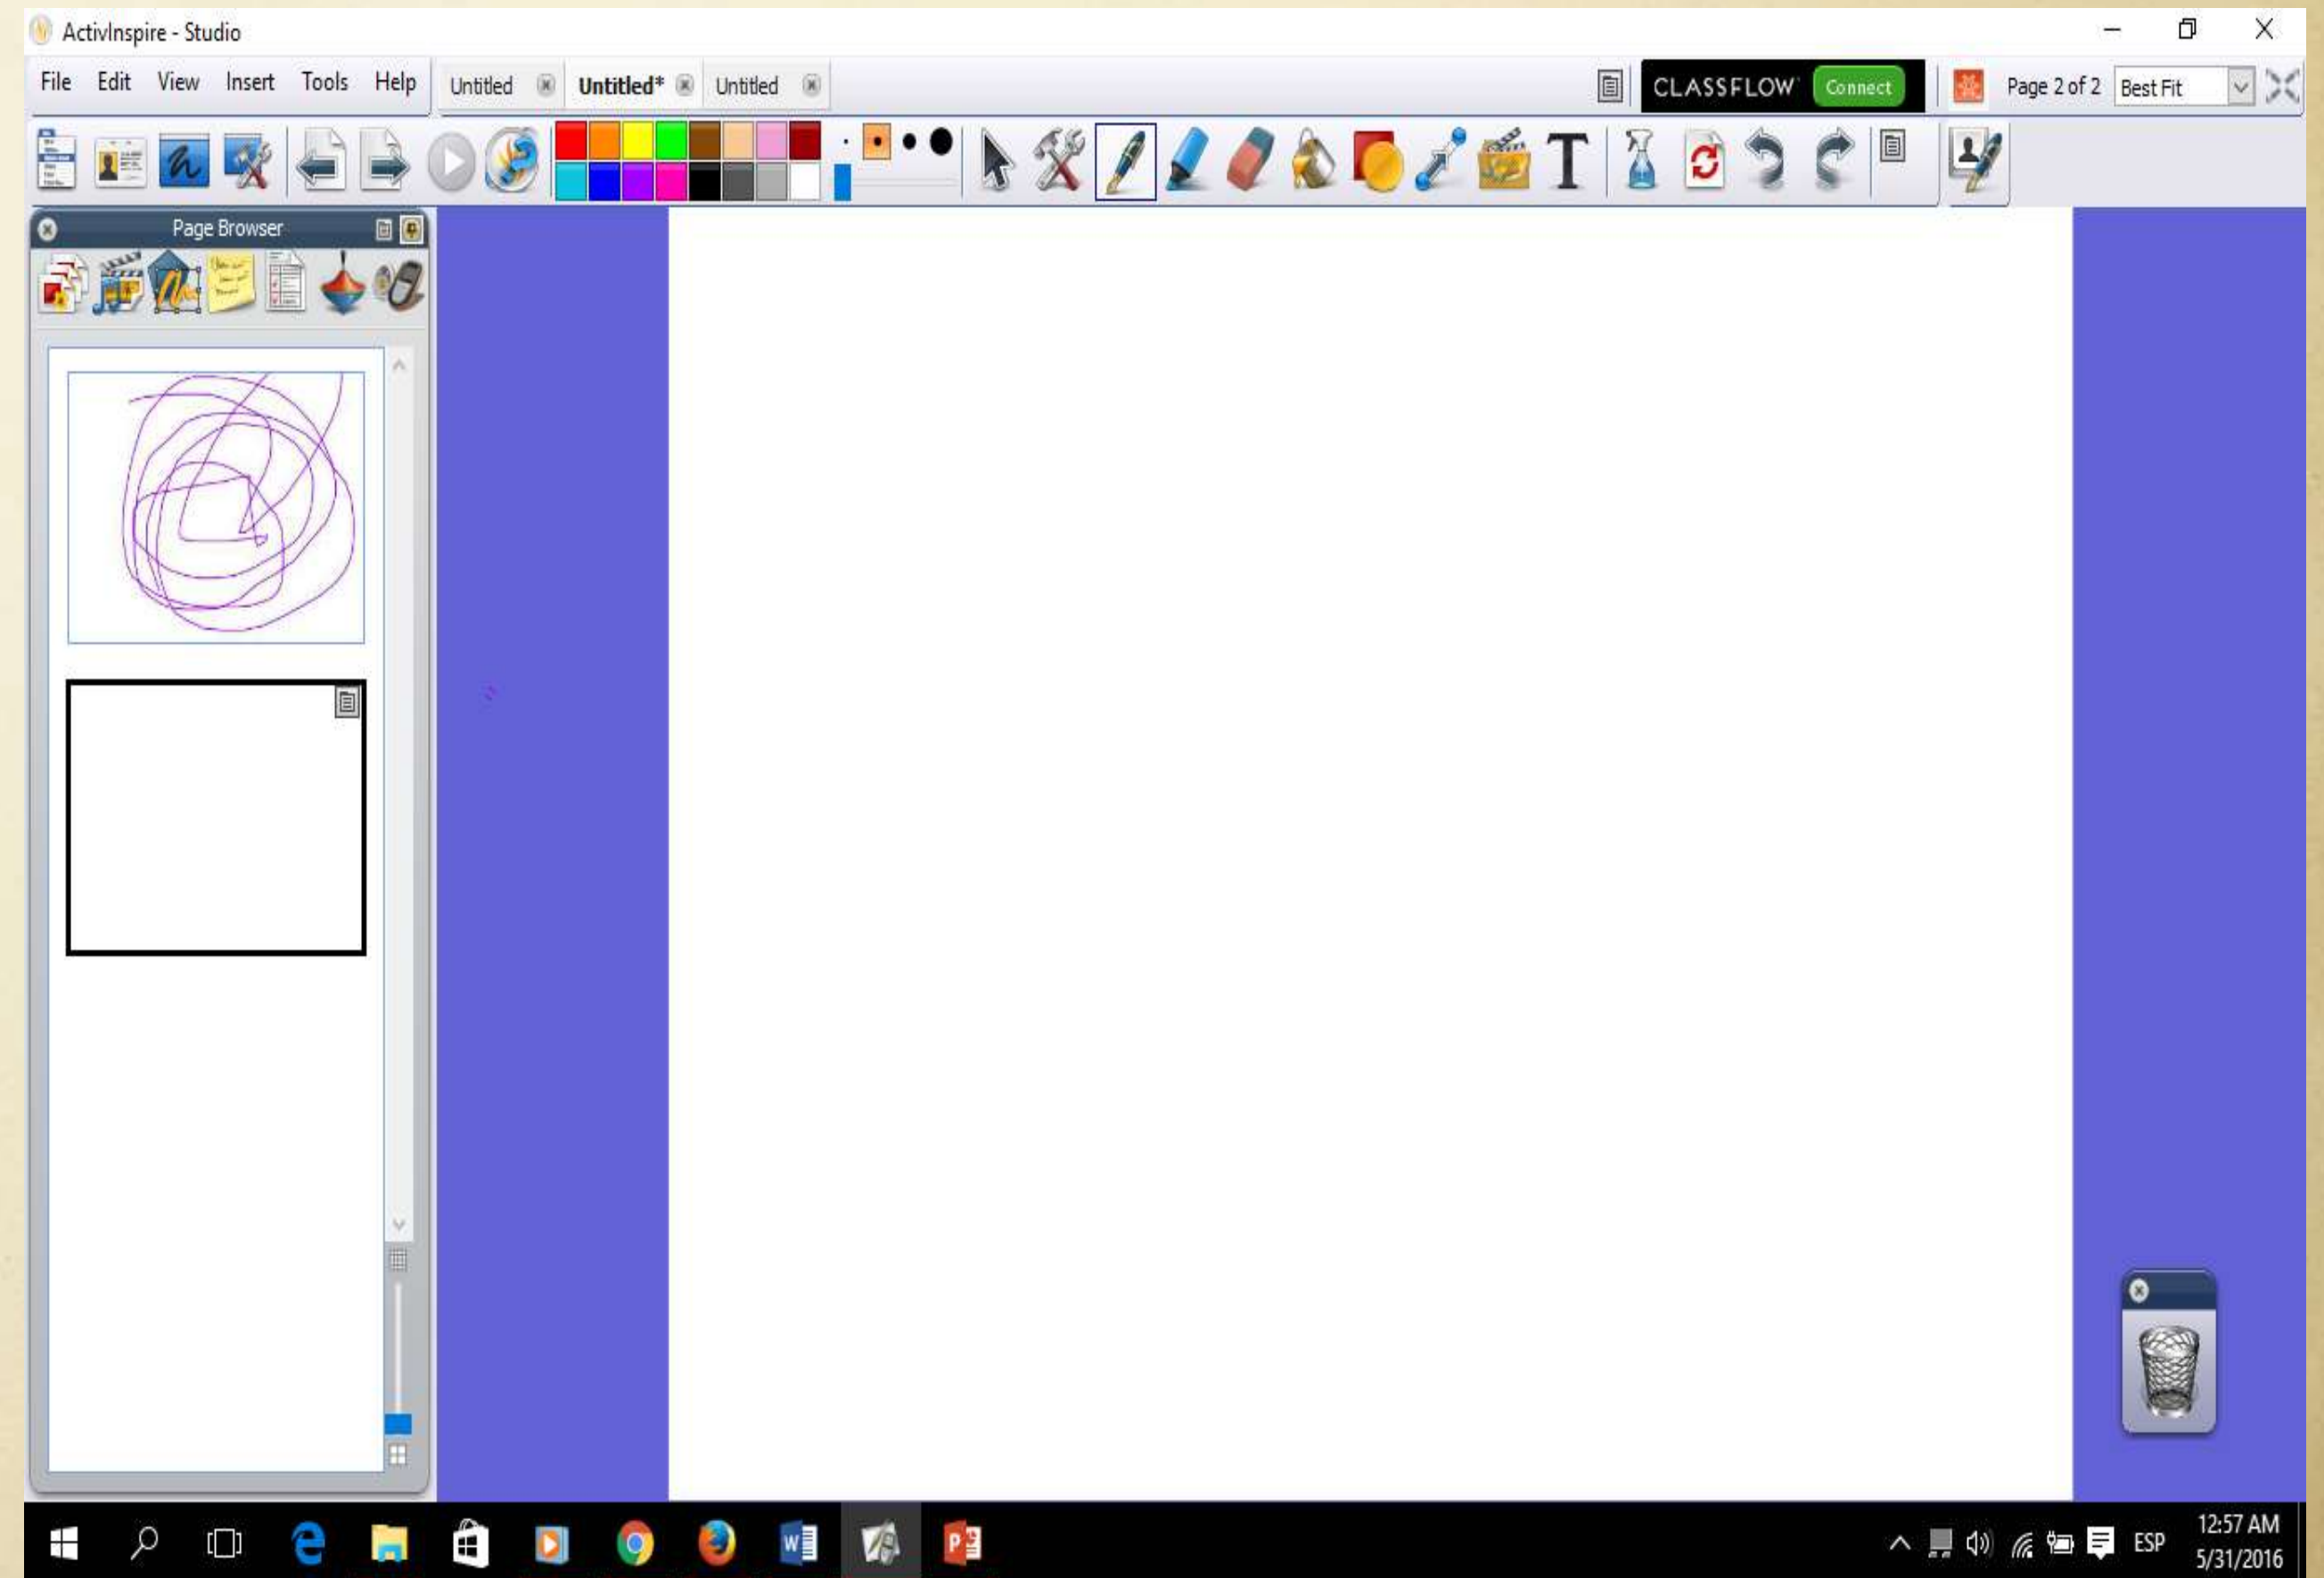 ActivInspire - Studio
File Edit View Insert Tools Help Untitled Untitled* Untitled CLASSFLOW Connect Page 2 of 2 Best Fit
T
Page Browser
ESP 12:57 AM
5/31/2016